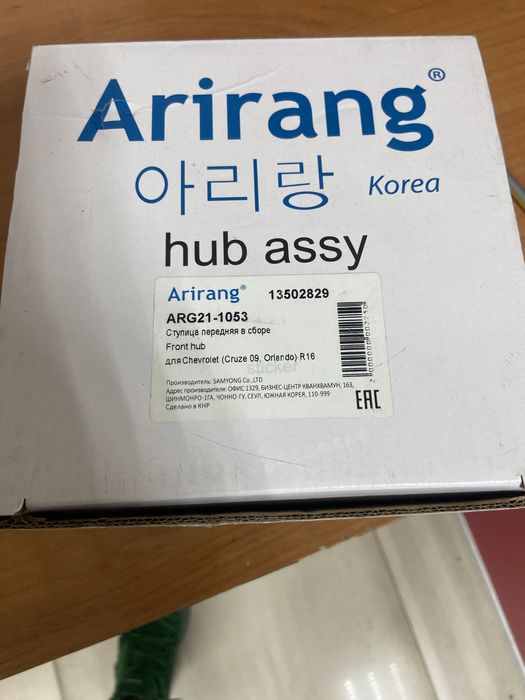 Arirang®
아리랑 Korea
hub assy
Arirang® 13502829
ARG21-1053
Ступица передняя в сборе
Front hub
для Chevrolet (Cruze 09, Orlando) R16
sticker
Производитель: SAMYONG Co.,LTD
Адрес производителя: ОФИС 1329, БИЗНЕС-ЦЕНТР КВАНХВАМУН, 163,
ШИНМОНРО-1ГА, ЧОННО-ГУ, СЕУЛ, ЮЖНАЯ КОРЕЯ, 110-999
Сделано в КНР
EAC